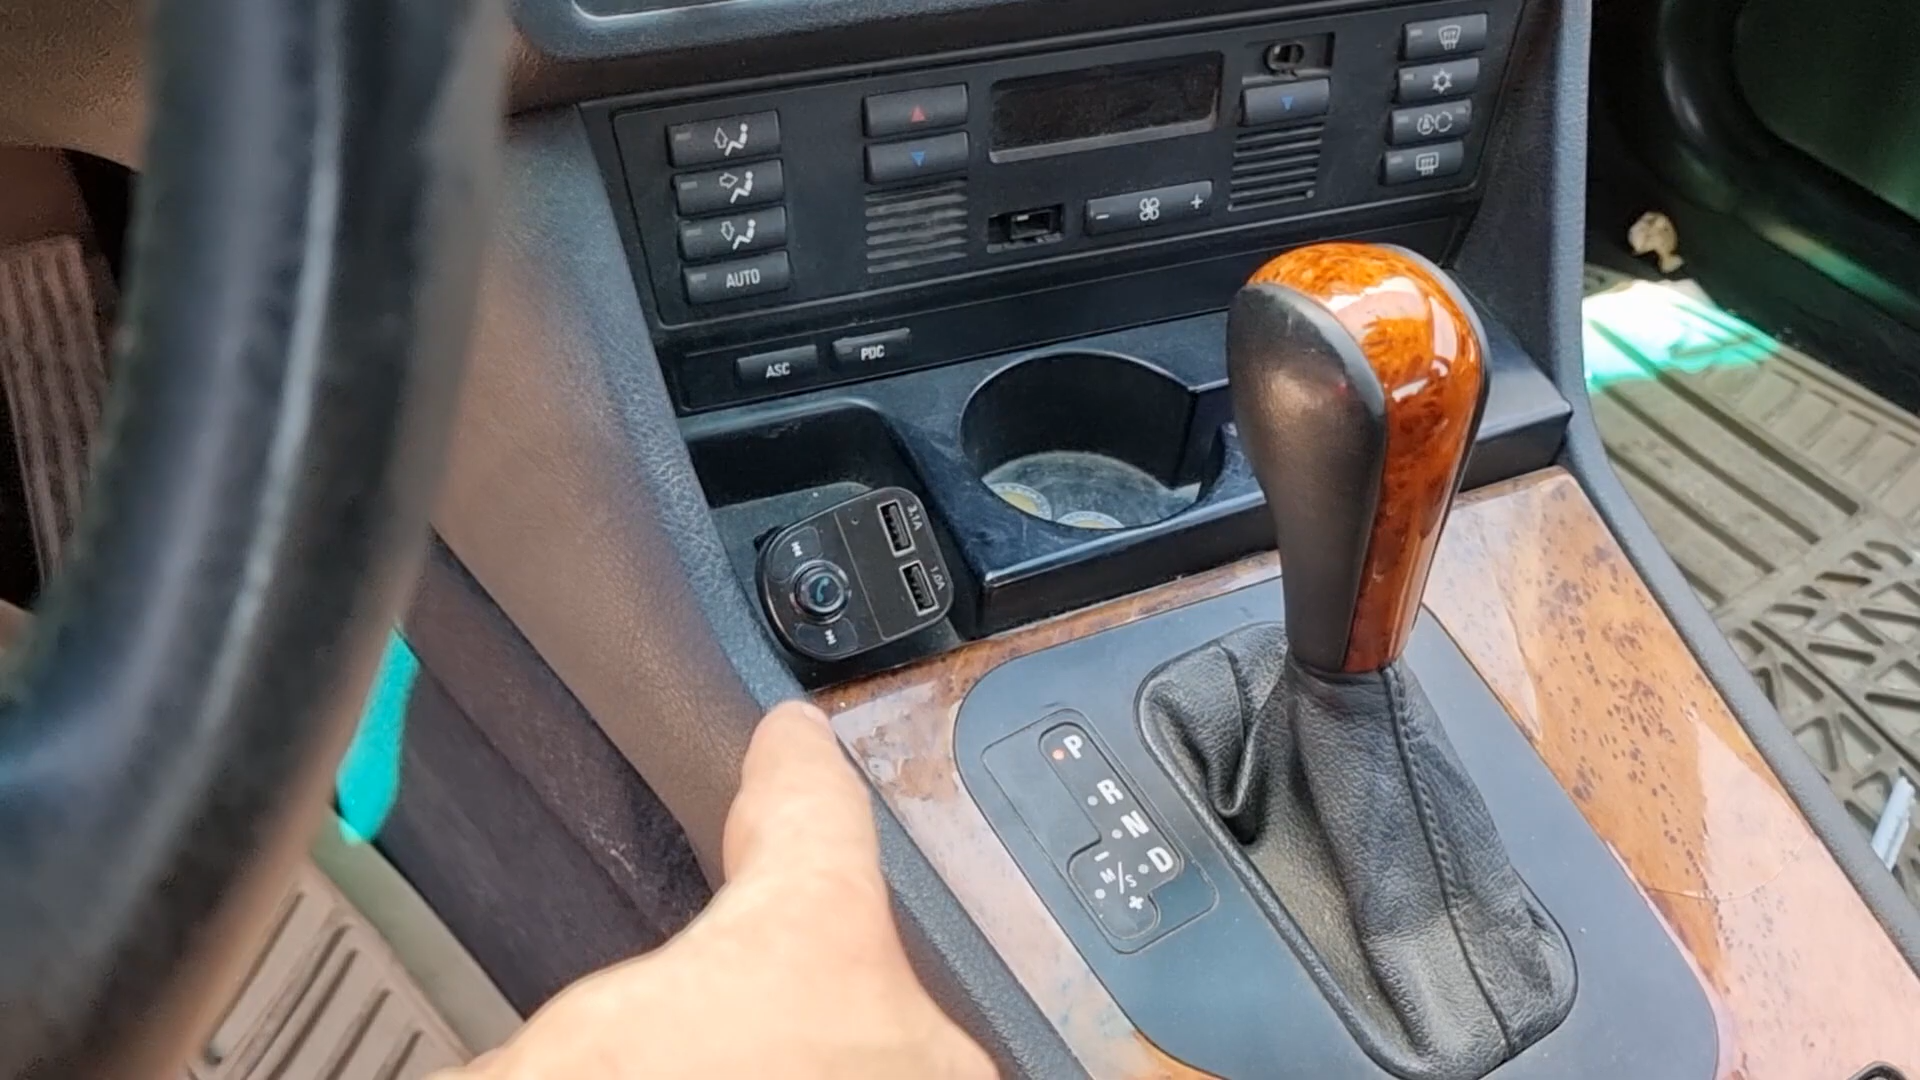 AUTO
- +
ASC
PDC
3.1A
1.0A
P
R
N
D
-
M/S
+